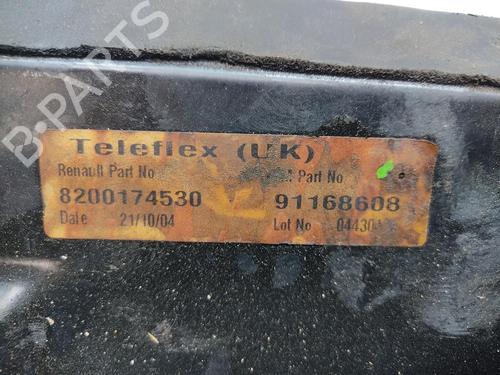 B-PARTS
Teleflex (UK)
Renault Part No
Part No
8200174530
91168608
Date 21/10/04
Lot No 04430